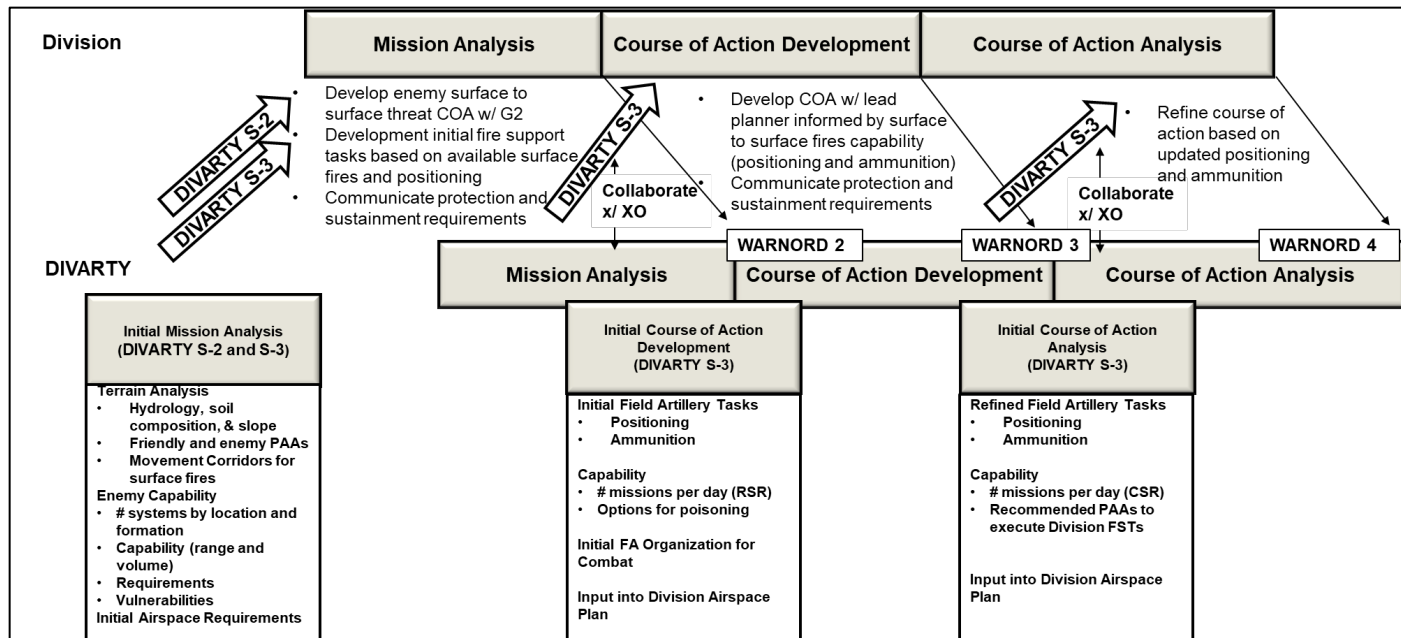 Division
Mission Analysis
Course of Action Development
Course of Action Analysis
DIVARTY S-2
DIVARTY S-3
• Develop enemy surface to
surface threat COA w/ G2
• Development initial fire support
tasks based on available surface
fires and positioning
• Communicate protection and
sustainment requirements
DIVARTY S-3
Collaborate
x/ XO
• Develop COA w/ lead
planner informed by surface
to surface fires capability
(positioning and ammunition)
• Communicate protection and
sustainment requirements
DIVARTY S-3
Collaborate
x/ XO
• Refine course of
action based on
updated positioning
and ammunition
WARNORD 2
WARNORD 3
WARNORD 4
DIVARTY
Mission Analysis
Course of Action Development
Course of Action Analysis
Initial Mission Analysis
(DIVARTY S-2 and S-3)
Terrain Analysis
• Hydrology, soil
composition, & slope
• Friendly and enemy PAAs
• Movement Corridors for
surface fires
Enemy Capability
• # systems by location and
formation
• Capability (range and
volume)
• Requirements
• Vulnerabilities
Initial Airspace Requirements
Initial Course of Action
Development
(DIVARTY S-3)
Initial Field Artillery Tasks
• Positioning
• Ammunition
Capability
• # missions per day (RSR)
• Options for poisoning
Initial FA Organization for
Combat
Input into Division Airspace
Plan
Initial Course of Action
Analysis
(DIVARTY S-3)
Refined Field Artillery Tasks
• Positioning
• Ammunition
Capability
• # missions per day (CSR)
• Recommended PAAs to
execute Division FSTs
Input into Division Airspace
Plan